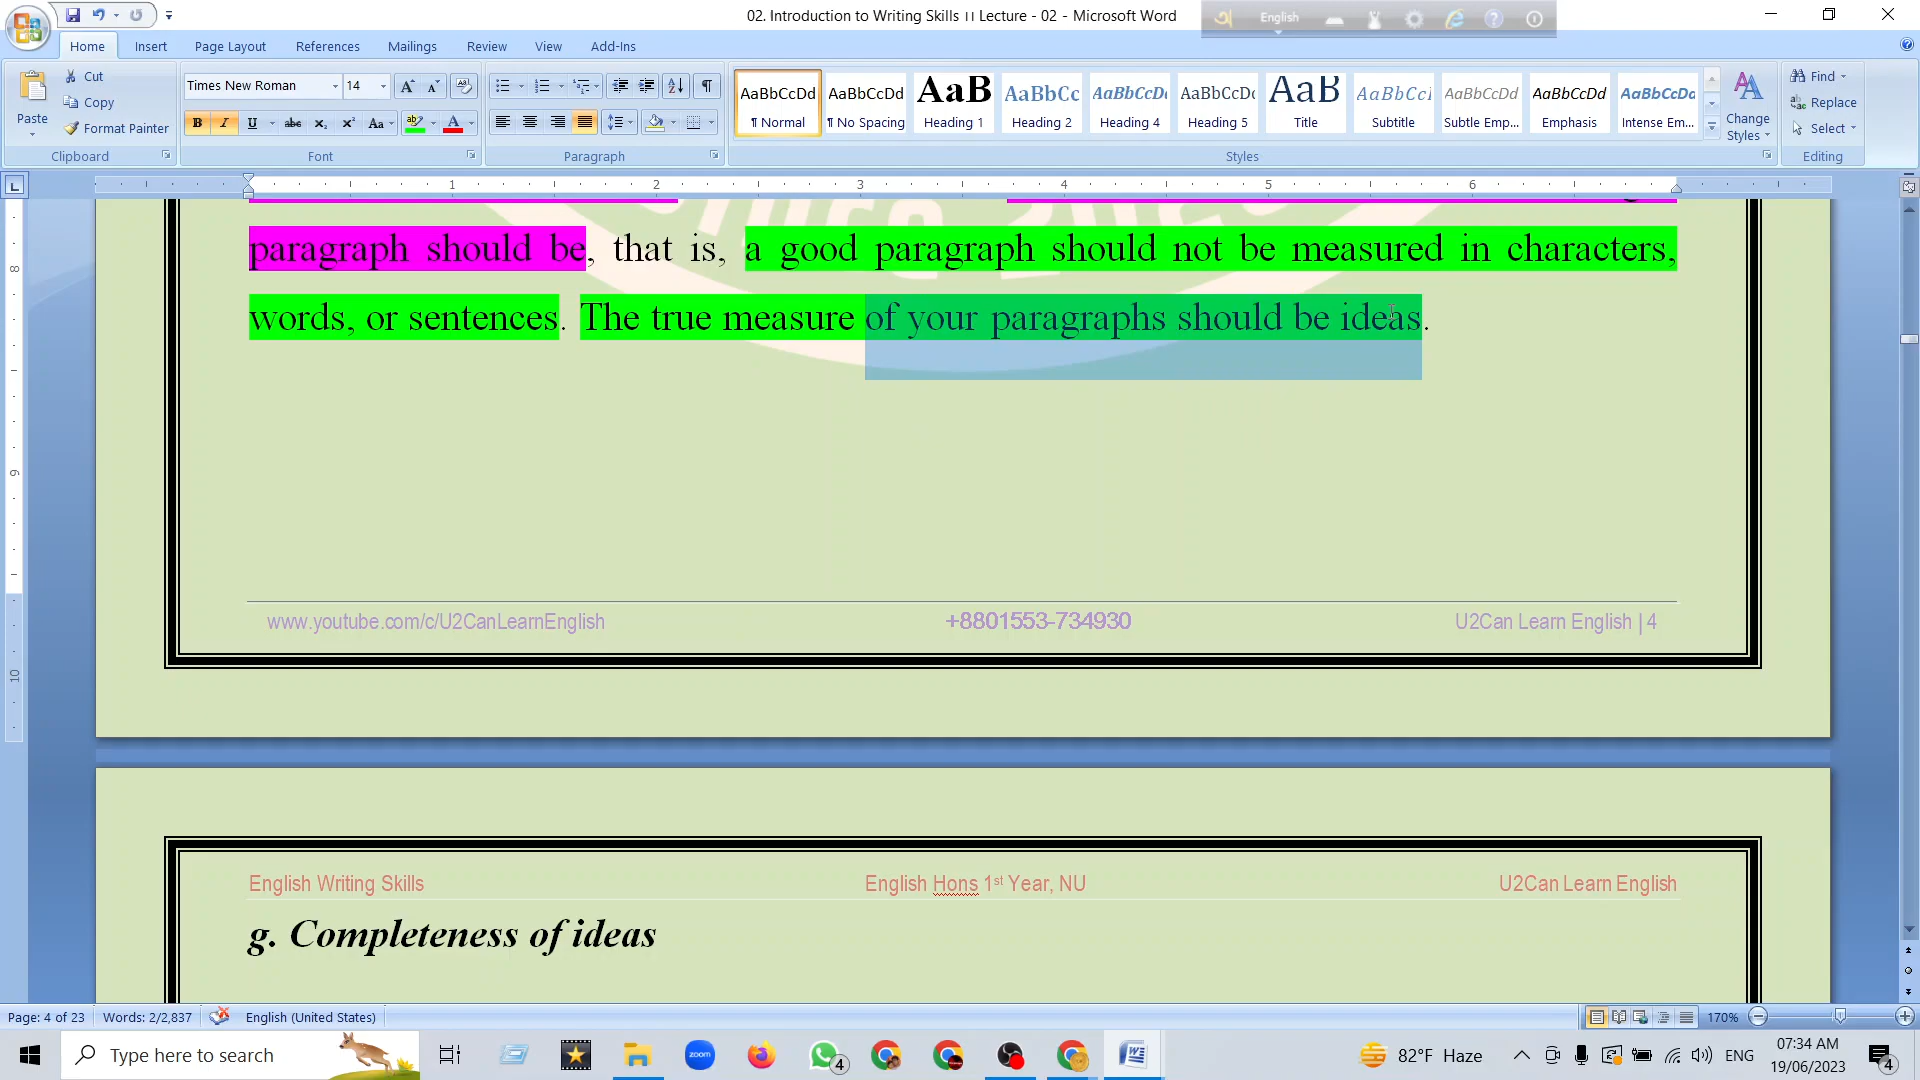 02. Introduction to Writing Skills ।। Lecture - 02 - Microsoft Word
English
Home Insert Page Layout References Mailings Review View Add-Ins
Paste
Cut
Copy
Format Painter
Clipboard
Times New Roman 14
Font
Paragraph
AaBbCcDd AaBbCcDd AaB AaBbCc AaBbCcDd AaB AaBbCcDd AaBbCcDd
¶ Normal ¶ No Spacing Heading 1 Heading 2 Heading 4 Heading 5 Title Subtitle Subtle Emp... Emphasis Intense Em...
Styles
Change Styles
Find
Replace
Select
Editing
paragraph should be, that is, a good paragraph should not be measured in characters,
words, or sentences. The true measure of your paragraphs should be ideas.
www.youtube.com/c/U2CanLearnEnglish +8801553-734930 U2Can Learn English | 4
English Writing Skills English Hons 1st Year, NU U2Can Learn English
g. Completeness of ideas
Page: 4 of 23 Words: 2/2,837 English (United States) 170%
Type here to search zoom 4 82°F Haze ENG 07:34 AM
19/06/2023 4